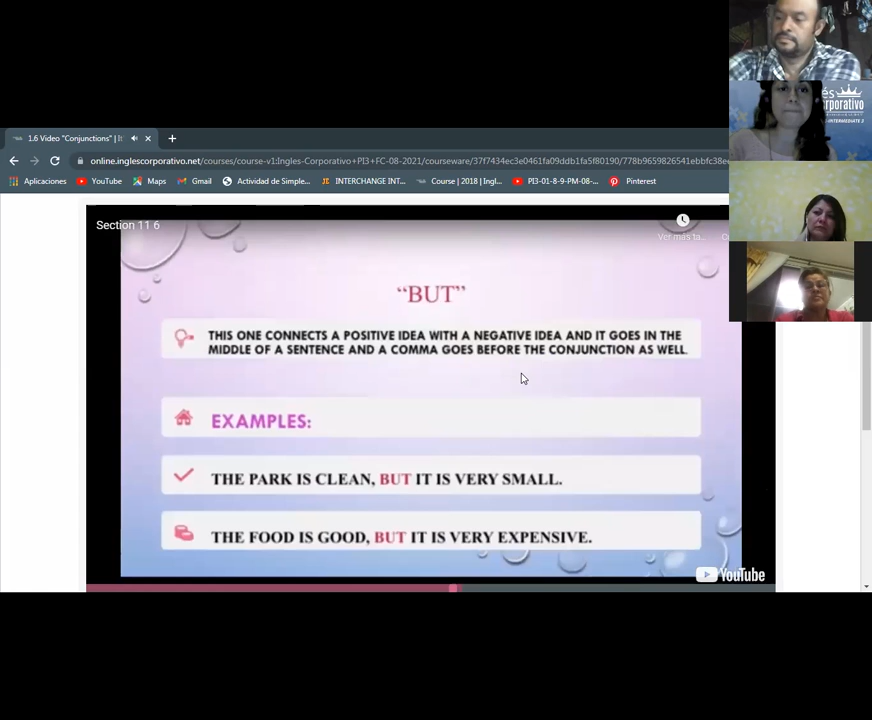 1.6 Video "Conjunctions" | It
online.inglescorporativo.net/courses/course-v1:Ingles-Corporativo+PI3+FC-08-2021/courseware/37f7434ec3e0461fa09ddb1fa5f80190/778b9659826541ebbfc38e
Aplicaciones YouTube Maps Gmail Actividad de Simple... INTERCHANGE INT... Course | 2018 | Ingl... PI3-01-8-9-PM-08-... Pinterest
Section 11 6
Ver más ta...
"BUT"
THIS ONE CONNECTS A POSITIVE IDEA WITH A NEGATIVE IDEA AND IT GOES IN THE
MIDDLE OF A SENTENCE AND A COMMA GOES BEFORE THE CONJUNCTION AS WELL.
EXAMPLES:
THE PARK IS CLEAN, BUT IT IS VERY SMALL.
THE FOOD IS GOOD, BUT IT IS VERY EXPENSIVE.
YouTube